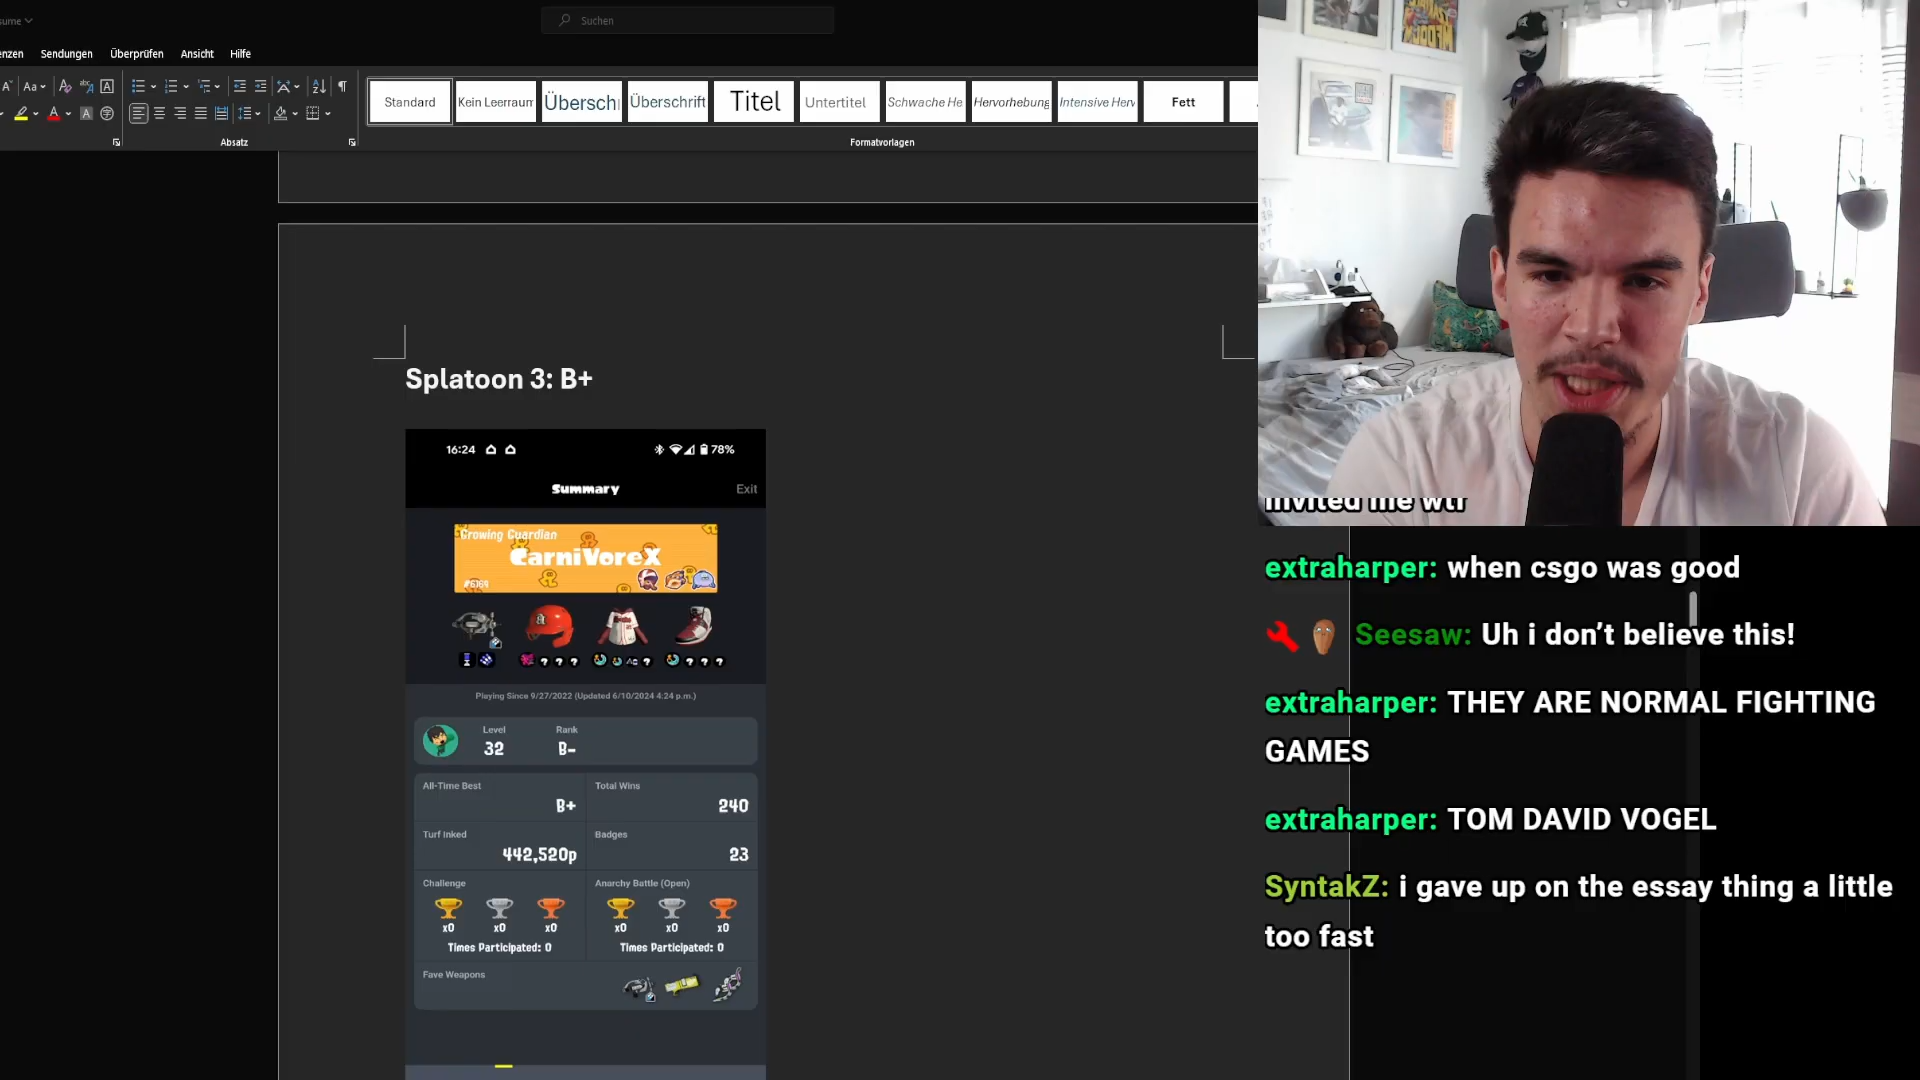 Suchen
Sendungen
Überprüfen
Ansicht
Hilfe
Aa
Standard
Kein Leerraum
Überschrift
Titel
Untertitel
Hervorhebung
Fett
Absatz
Formatvorlagen
Splatoon 3: B+
16:24
78%
Summary
Exit
Growing Guardian
CarniVoreX
#6769
Playing Since 9/27/2022 (Updated 6/10/2024 4:24 p.m.)
Level
Rank
32
B-
All-Time Best
Total Wins
B+
240
Turf Inked
Badges
442,520p
23
Challenge
Anarchy Battle (Open)
x0 x0 x0
x0 x0 x0
Times Participated: 0
Times Participated: 0
Fave Weapons
invited me wtf
extraharper: when csgo was good
Seesaw: Uh i don’t believe this!
extraharper: THEY ARE NORMAL FIGHTING
GAMES
extraharper: TOM DAVID VOGEL
SyntakZ: i gave up on the essay thing a little
too fast